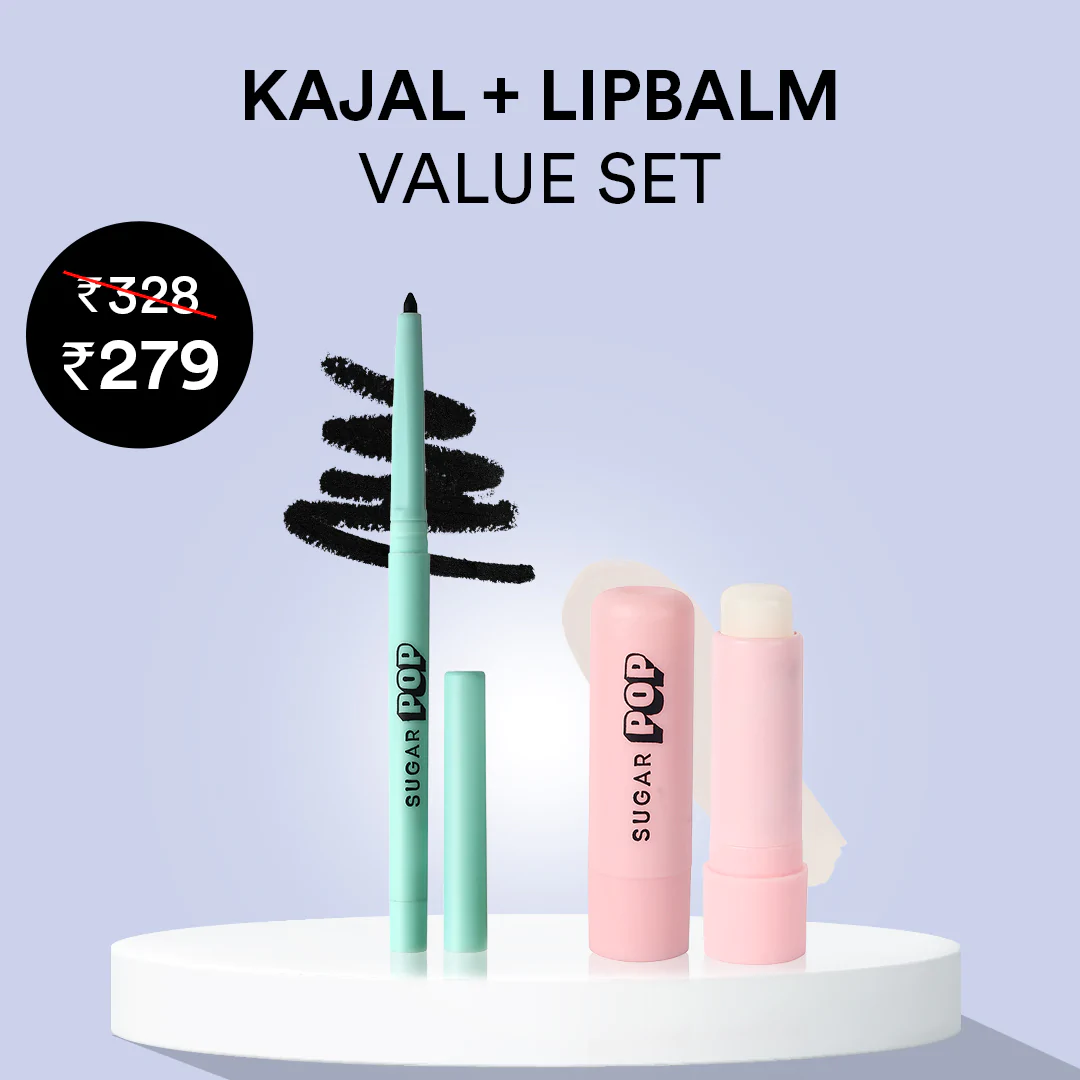 KAJAL + LIPBALM
VALUE SET
₹328
₹279
SUGAR POP
SUGAR POP